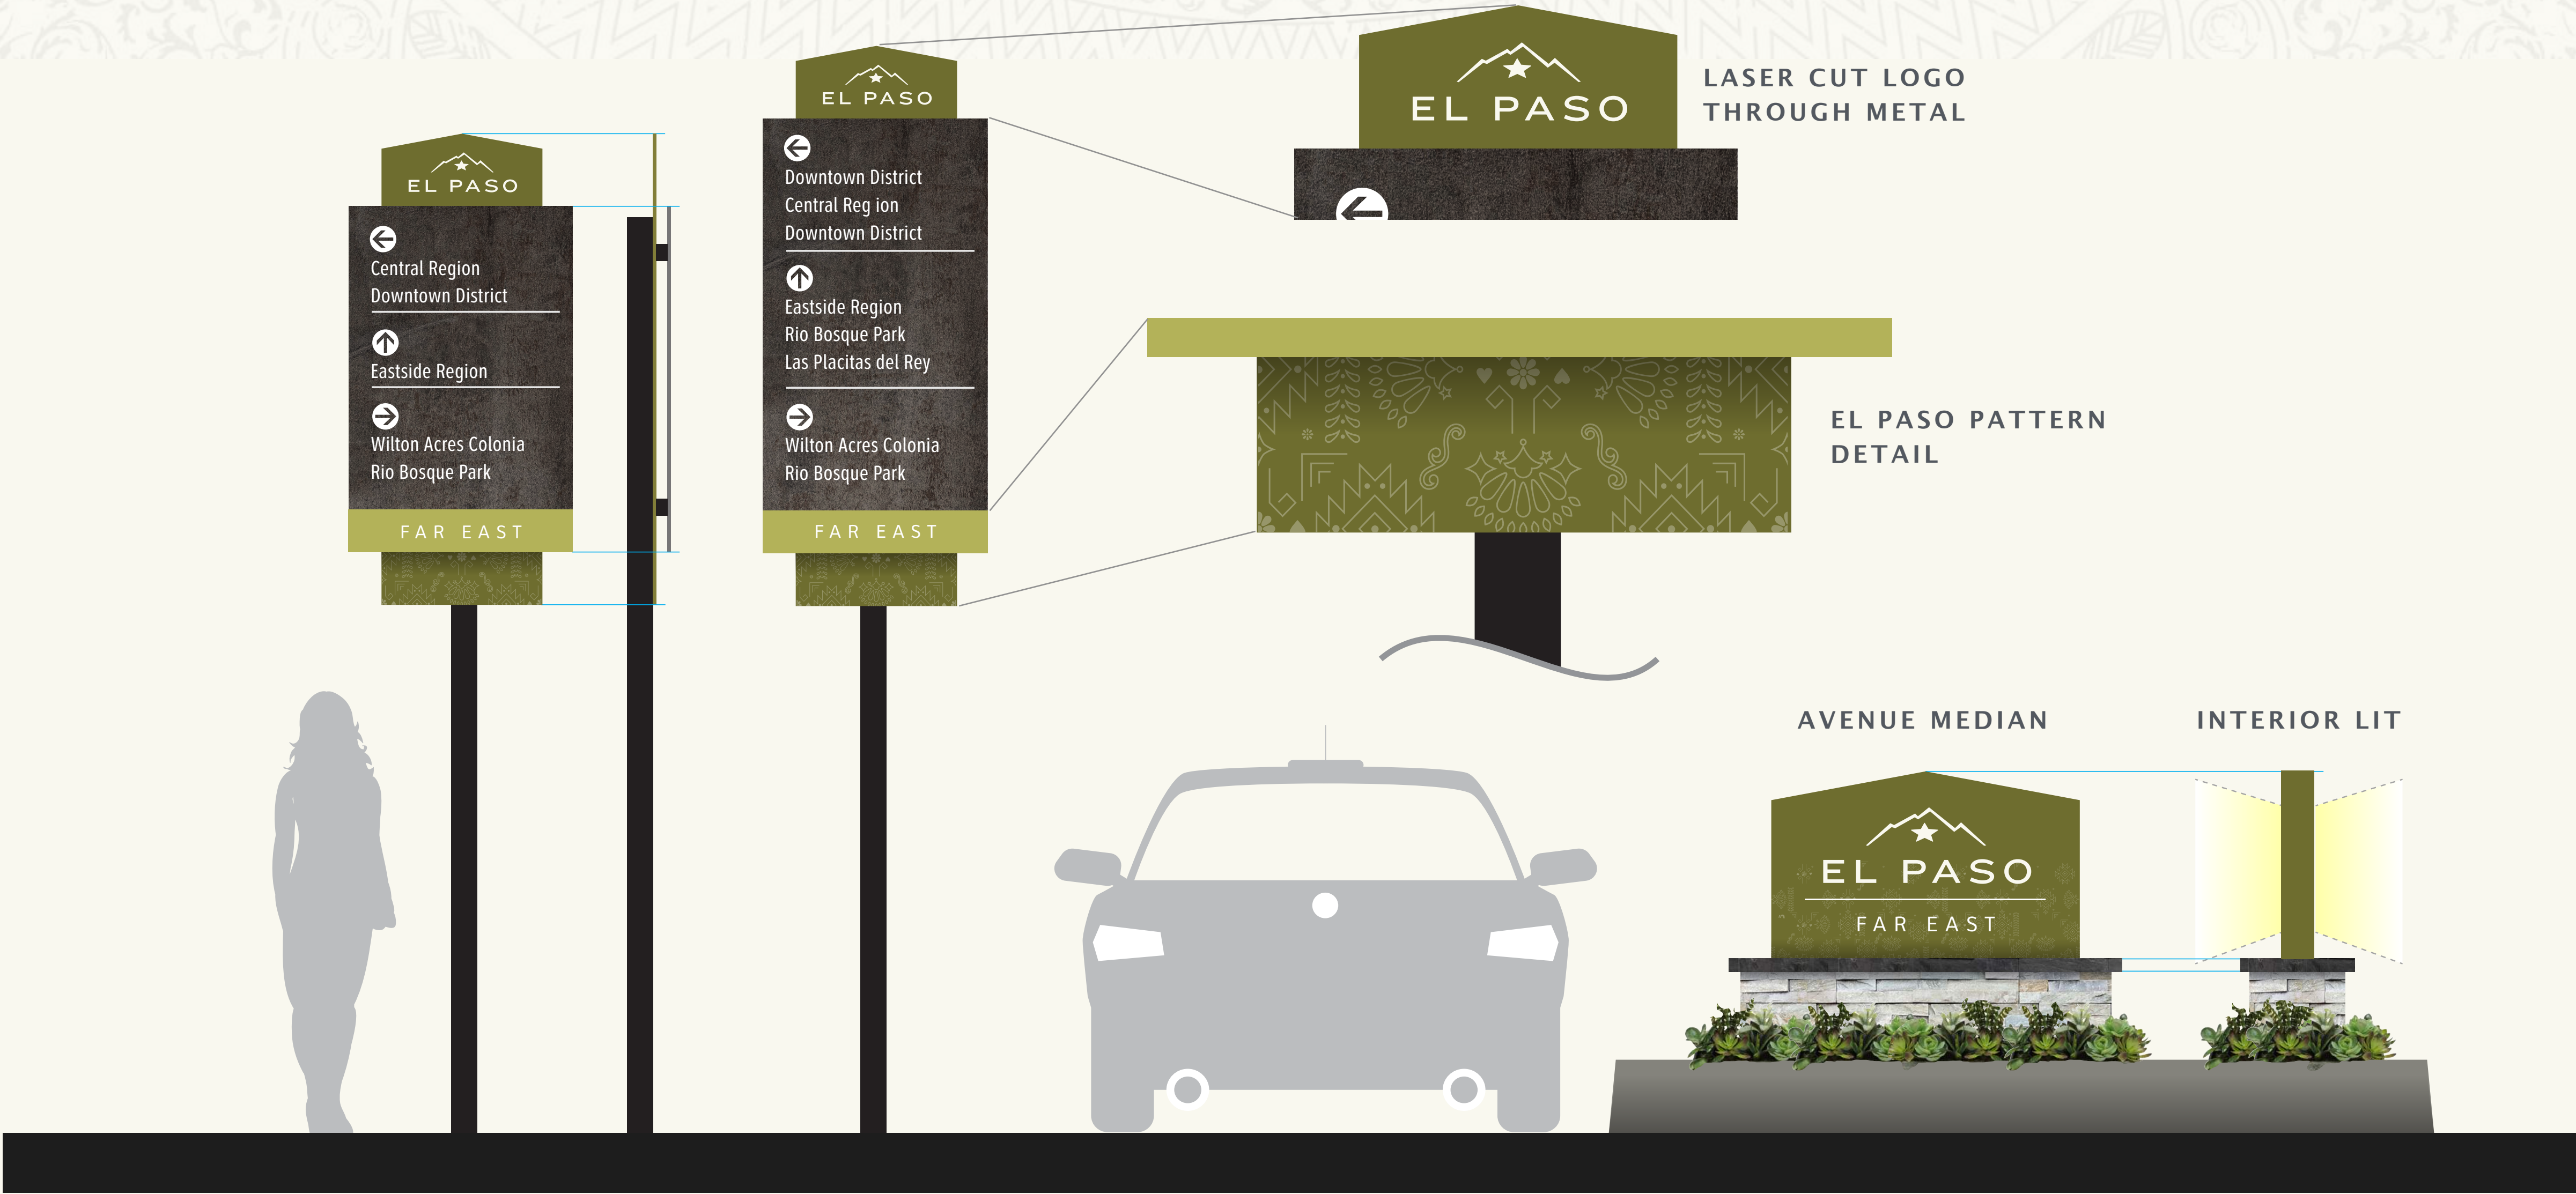 EL PASO
Central Region
Downtown District
Eastside Region
Wilton Acres Colonia
Rio Bosque Park
FAR EAST
EL PASO
Downtown District
Central Reg ion
Downtown District
Eastside Region
Rio Bosque Park
Las Placitas del Rey
Wilton Acres Colonia
Rio Bosque Park
FAR EAST
EL PASO
LASER CUT LOGO
THROUGH METAL
EL PASO PATTERN
DETAIL
AVENUE MEDIAN
INTERIOR LIT
EL PASO
FAR EAST